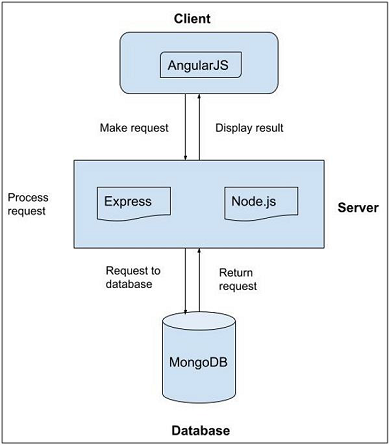 Client
AngularJS
Make request
Display result
Process
request
Express
Node.js
Server
Request to
database
Return
request
MongoDB
Database